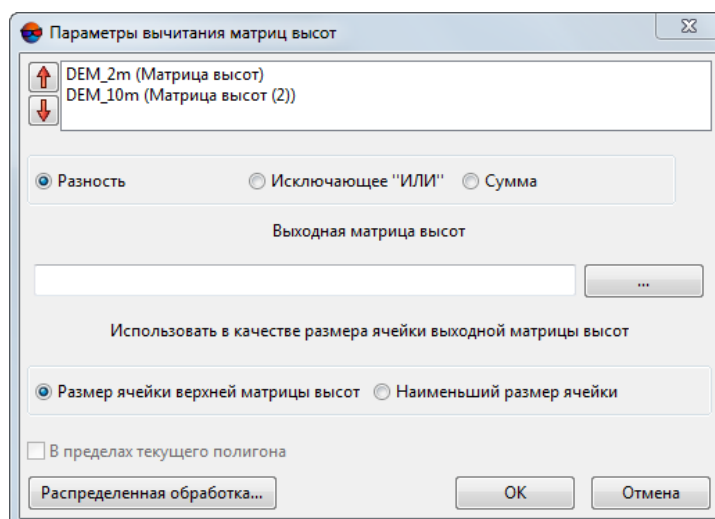 Параметры вычитания матриц высот
DEM_2m (Матрица высот)
DEM_10m (Матрица высот (2))
Разность Исключающее "ИЛИ" Сумма
Выходная матрица высот
...
Использовать в качестве размера ячейки выходной матрицы высот
Размер ячейки верхней матрицы высот Наименьший размер ячейки
В пределах текущего полигона
Распределенная обработка... OK Отмена